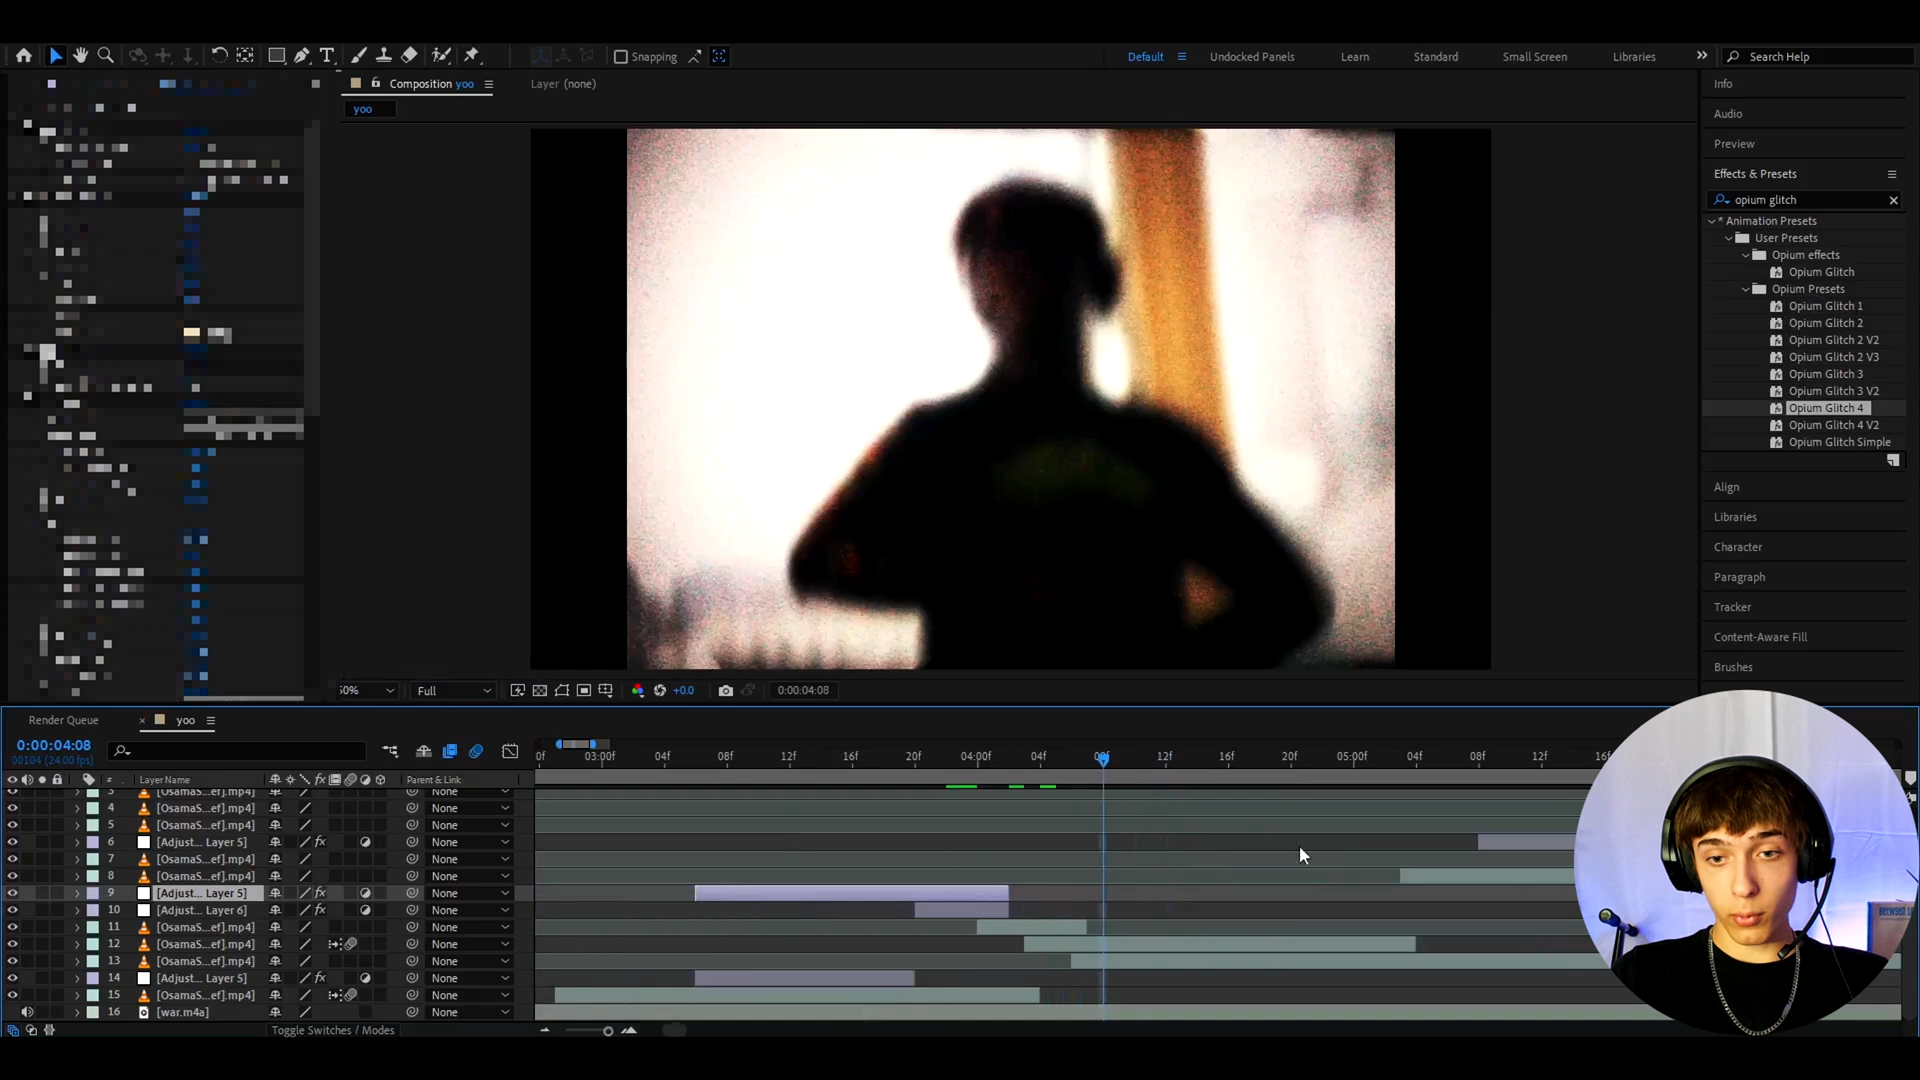 Snapping
Default
Undocked Panels
Learn
Standard
Small Screen
Libraries
Search Help
Composition yoo
Layer (none)
yoo
Info
Audio
Preview
Effects & Presets
opium glitch
* Animation Presets
User Presets
Opium effects
Opium Glitch
Opium Presets
Opium Glitch 1
Opium Glitch 2
Opium Glitch 2 V2
Opium Glitch 2 V3
Opium Glitch 3
Opium Glitch 3 V2
Opium Glitch 4
Opium Glitch 4 V2
Opium Glitch Simple
Align
Libraries
Character
Paragraph
Tracker
Content-Aware Fill
Brushes
Full
+0.0
0:00:04:08
Render Queue
yoo
0:00:04:08
00104 (24.00 fps)
03:00f 04f 08f 12f 16f 20f 04:00f 04f 12f 16f 20f 05:00f 04f 08f 12f
# Layer Name fx Parent & Link
3 [OsamaS...ef].mp4] None
4 [OsamaS...ef].mp4] None
5 [OsamaS...ef].mp4] None
6 [Adjust... Layer 5] fx None
7 [OsamaS...ef].mp4] None
8 [OsamaS...ef].mp4] None
9 [Adjust... Layer 5] fx None
10 [Adjust... Layer 6] fx None
11 [OsamaS...ef].mp4] None
12 [OsamaS...ef].mp4] None
13 [OsamaS...ef].mp4] None
14 [Adjust... Layer 5] fx None
15 [OsamaS...ef].mp4] None
16 [war.m4a] None
Toggle Switches / Modes